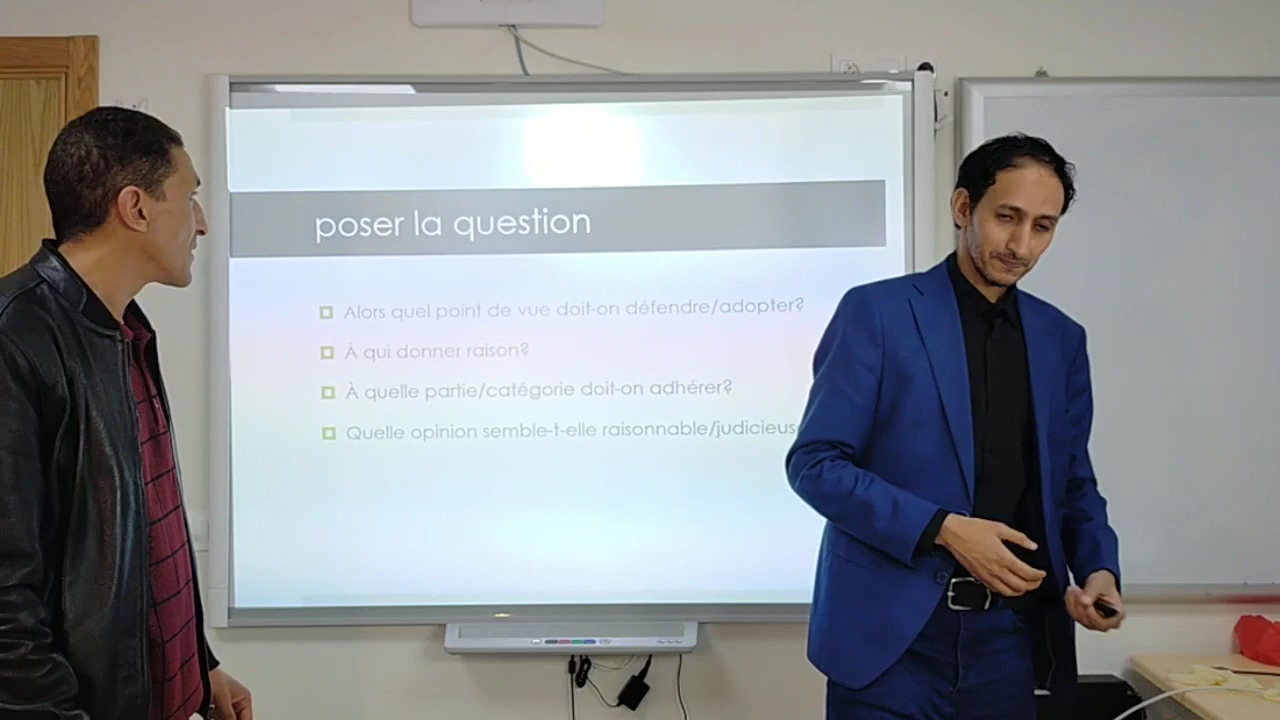 poser la question
Alors quel point de vue doit-on défendre/adopter?
À qui donner raison?
À quelle partie/catégorie doit-on adhérer?
Quelle opinion semble-t-elle raisonnable/judicieus